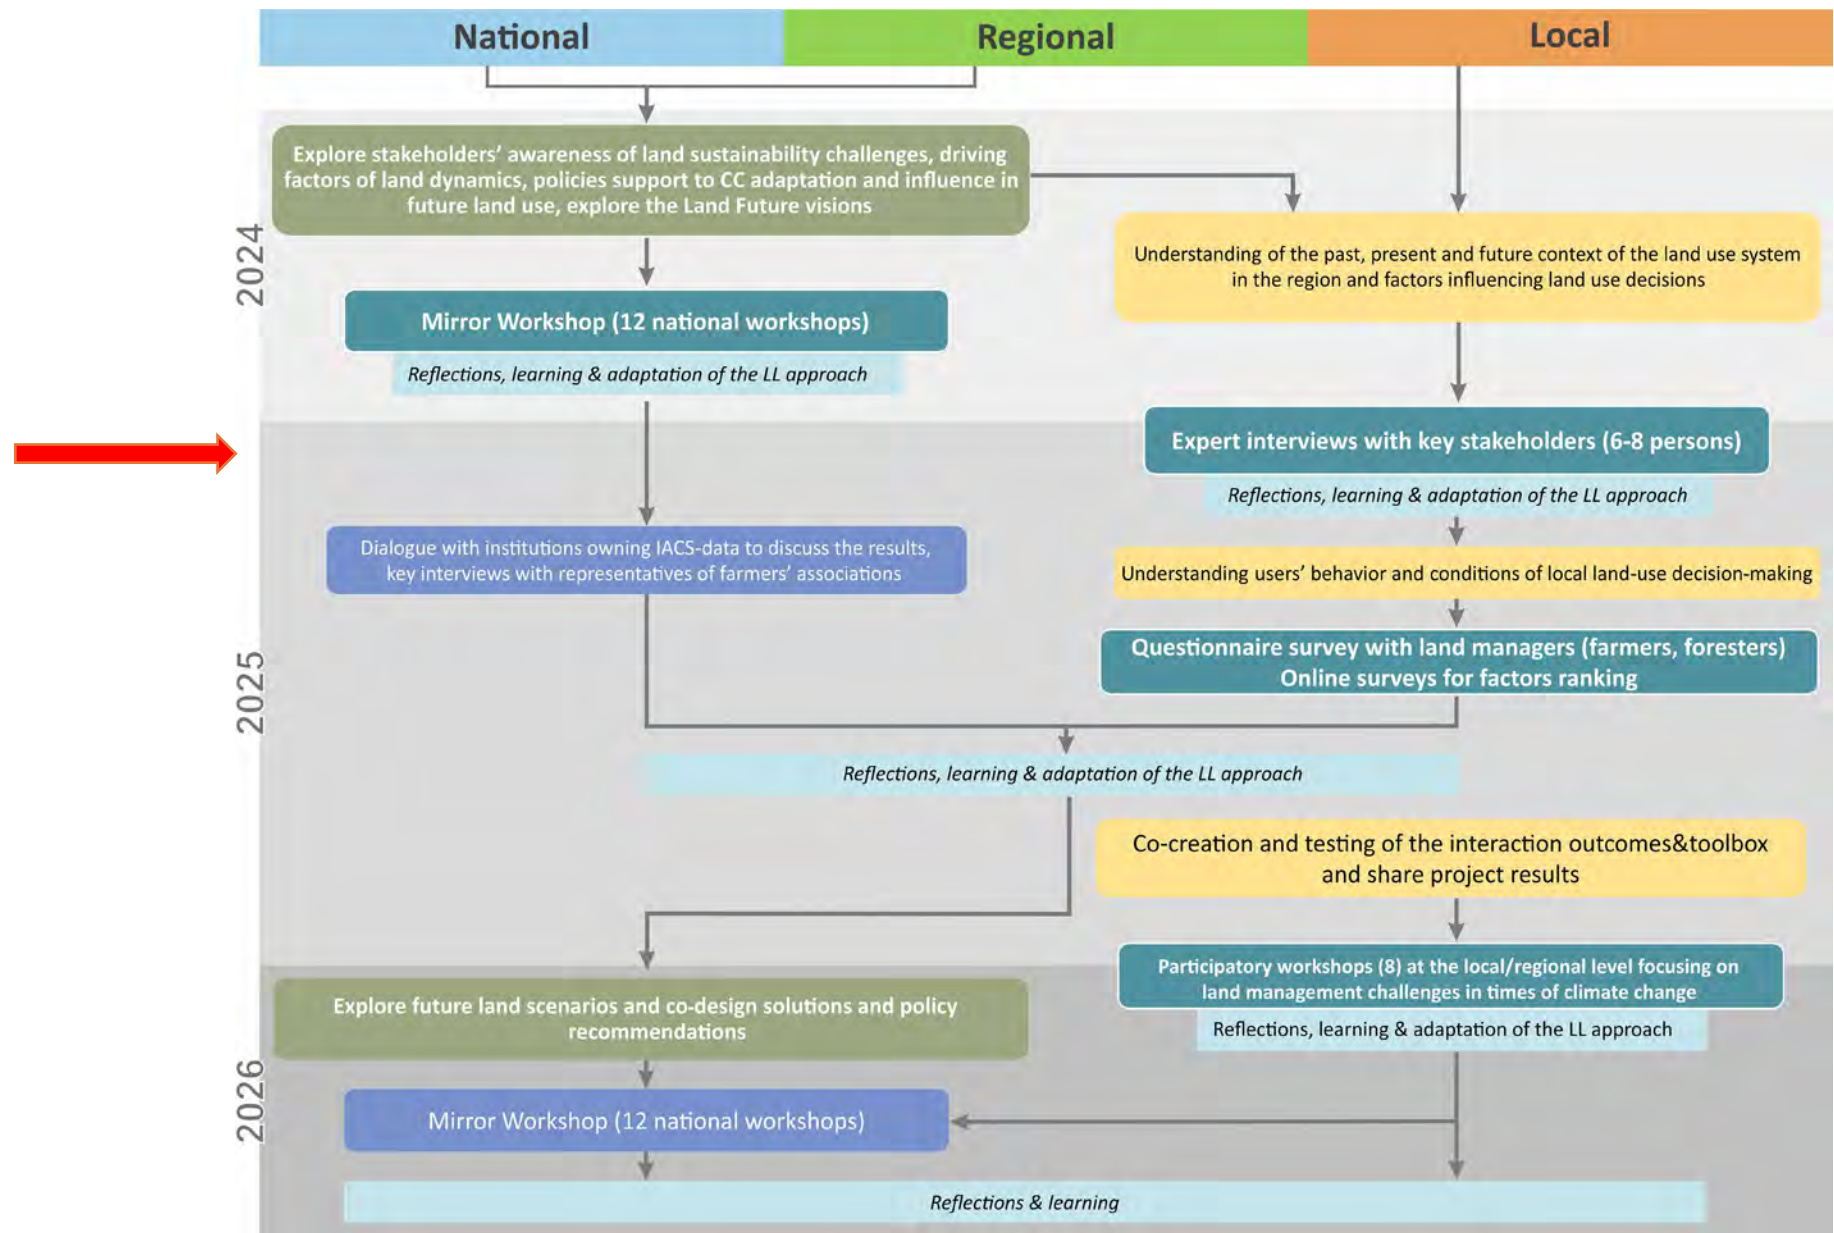 National
Regional
Local
2024
Explore stakeholders' awareness of land sustainability challenges, driving
factors of land dynamics, policies support to CC adaptation and influence in
future land use, explore the Land Future visions
Understanding of the past, present and future context of the land use system
in the region and factors influencing land use decisions
Mirror Workshop (12 national workshops)
Reflections, learning & adaptation of the LL approach
2025
Expert interviews with key stakeholders (6-8 persons)
Reflections, learning & adaptation of the LL approach
Dialogue with institutions owning IACS-data to discuss the results,
key interviews with representatives of farmers' associations
Understanding users' behavior and conditions of local land-use decision-making
Questionnaire survey with land managers (farmers, foresters)
Online surveys for factors ranking
Reflections, learning & adaptation of the LL approach
Co-creation and testing of the interaction outcomes&toolbox
and share project results
Participatory workshops (8) at the local/regional level focusing on
land management challenges in times of climate change
Reflections, learning & adaptation of the LL approach
2026
Explore future land scenarios and co-design solutions and policy
recommendations
Mirror Workshop (12 national workshops)
Reflections & learning